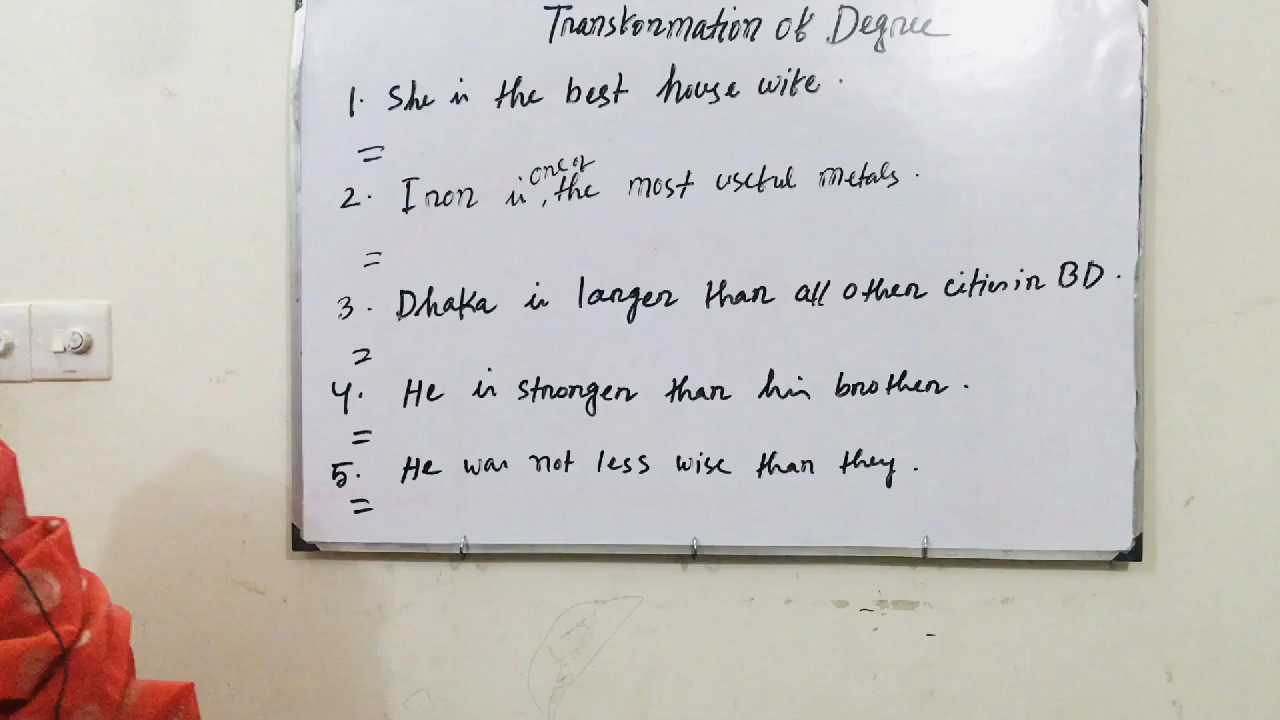 Transformation of Degree
1. She is the best house wife.
=
2. Iron is, one of the most useful metals.
=
3. Dhaka is larger than all other cities in BD.
=
4. He is stronger than his brother.
=
5. He was not less wise than they.
=